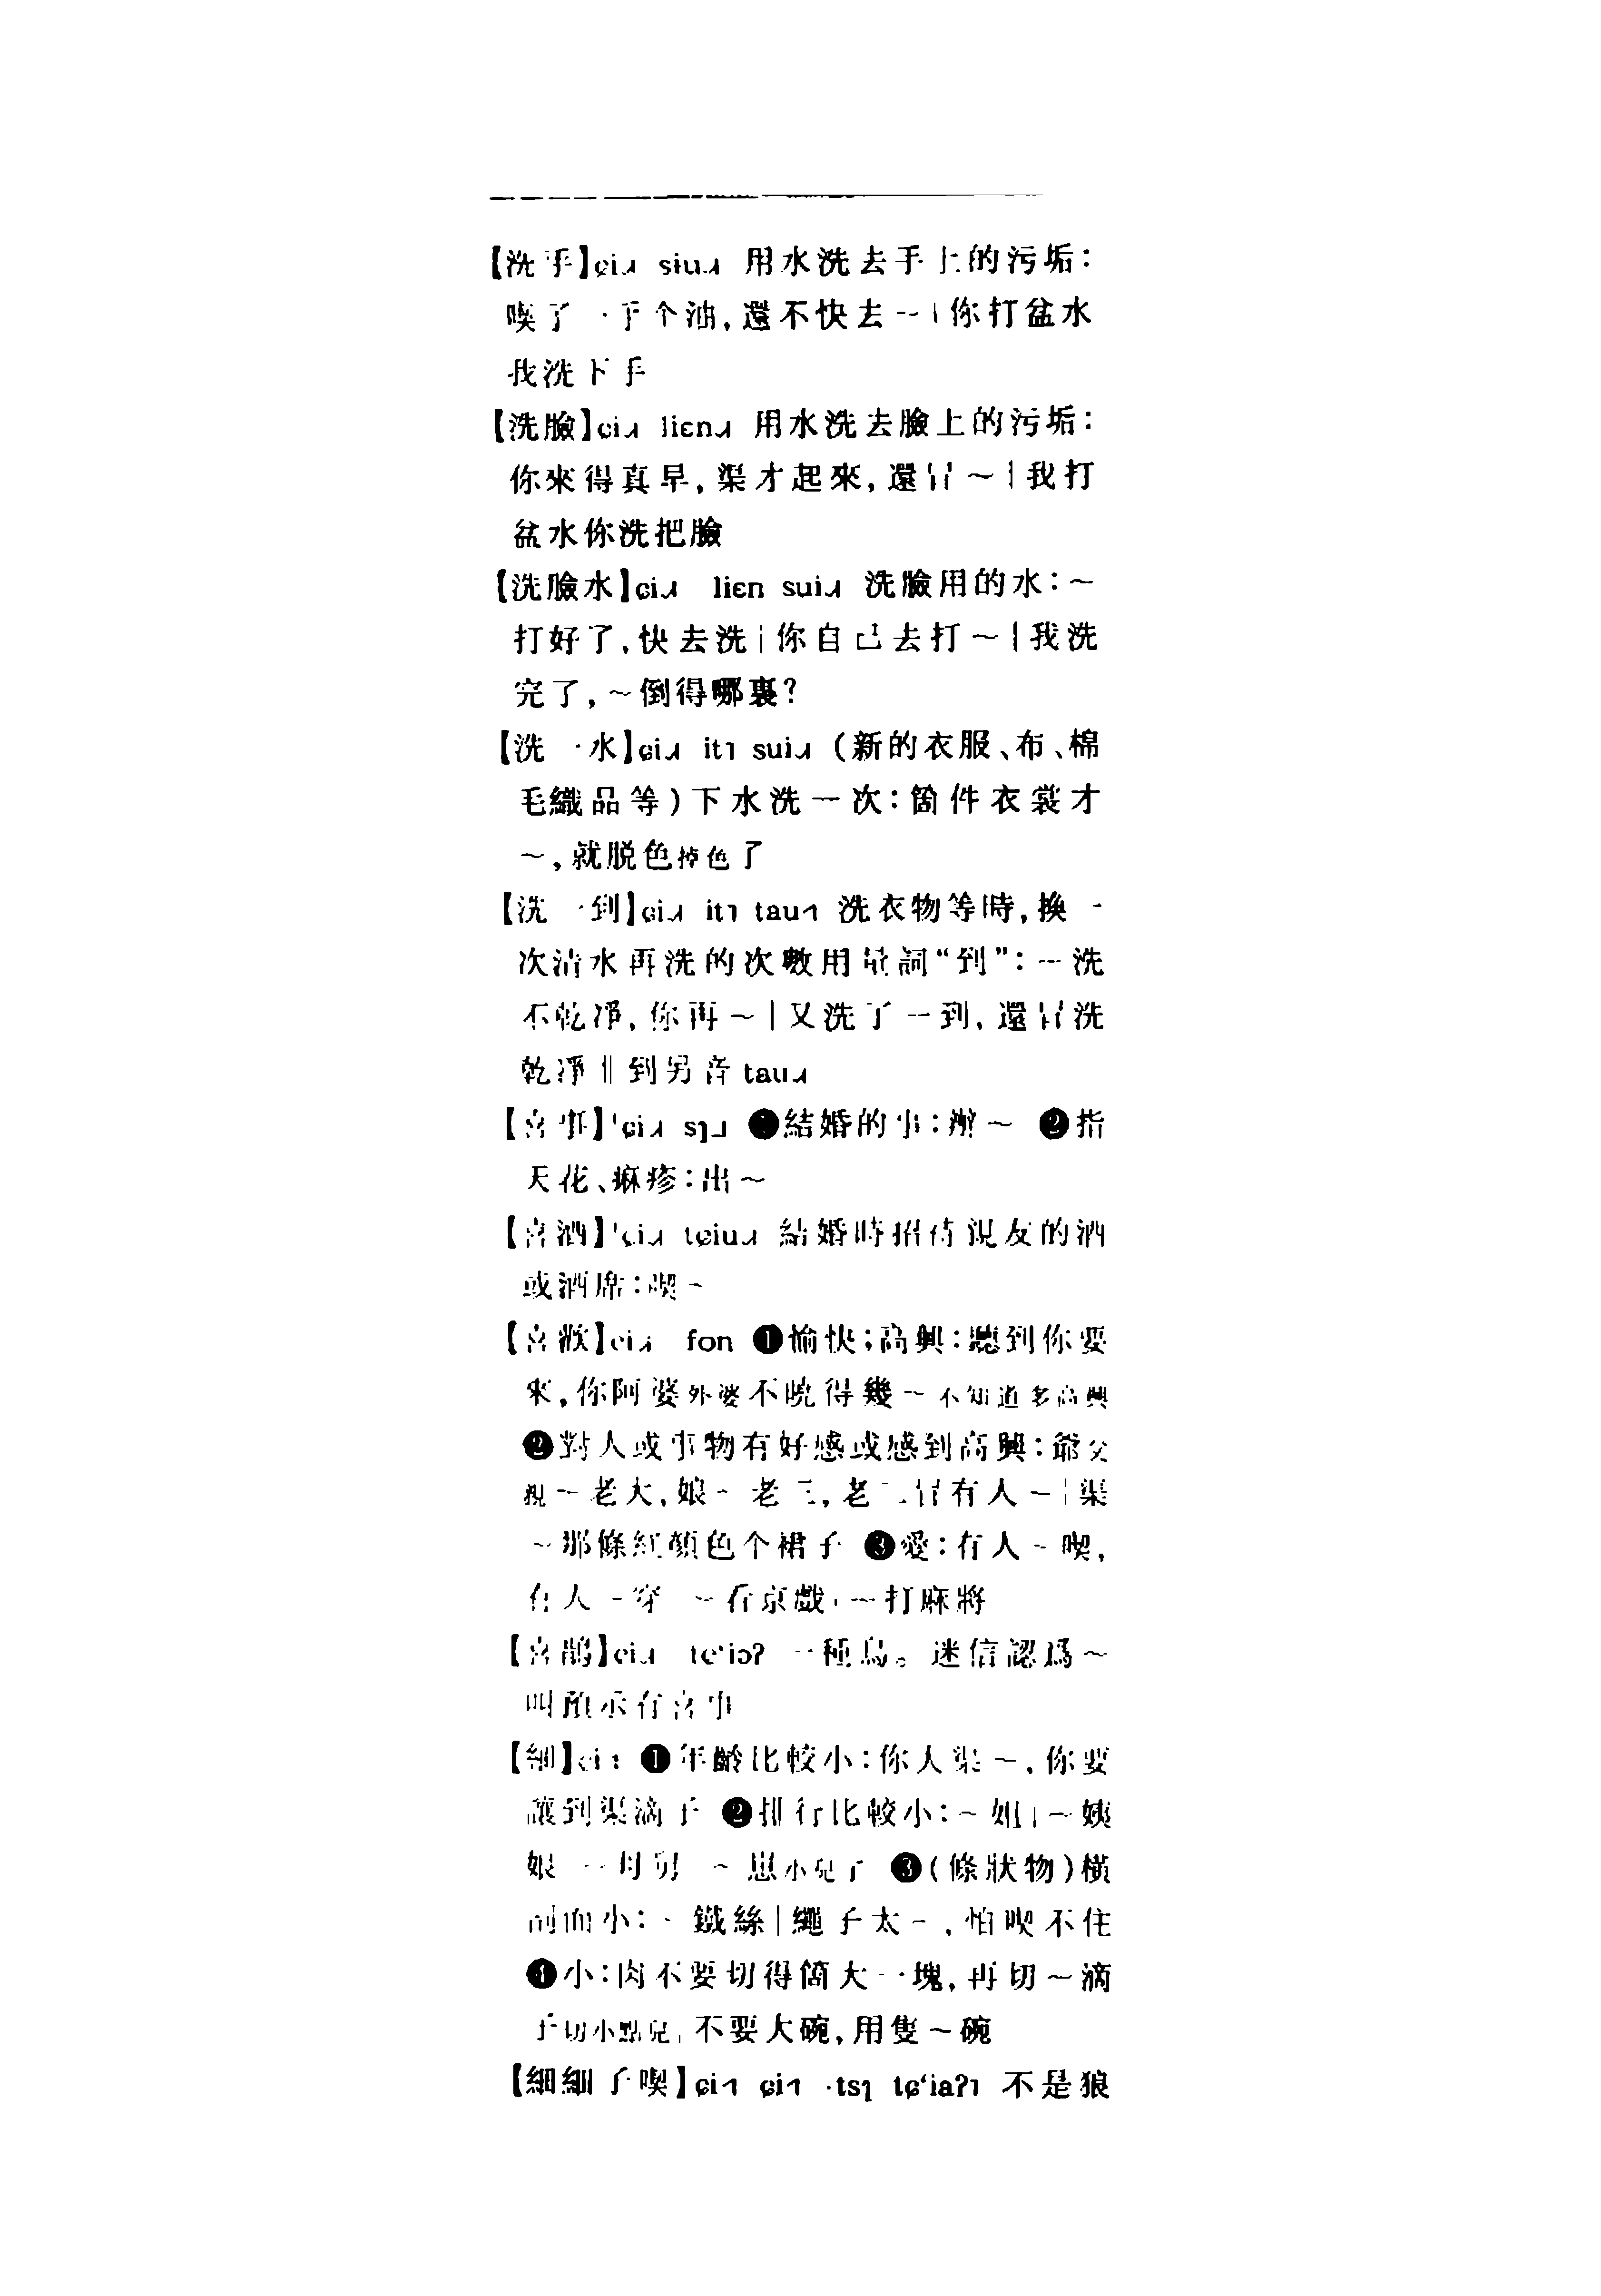 【洗手】ɕi˩˧ siu˩˧ 用水洗去手上的污垢：
喫了一手个油，還不快去～|你打盆水
我洗下手
【洗臉】ɕi˩˧ liɛn˩˧ 用水洗去臉上的污垢：
你來得真早，渠才起來，還冒～|我打
盆水你洗把臉
【洗臉水】ɕi˩˧ liɛn sui˩˧ 洗臉用的水：～
打好了，快去洗|你自己去打～|我洗
完了，～倒得哪裏？
【洗一水】ɕi˩˧ it˥ sui˩˧ （新的衣服、布、棉
毛織品等）下水洗一次：箇件衣裳才
～，就脱色掉色了
【洗一到】ɕi˩˧ it˥ tau˧˥ 洗衣物等時，換一
次清水再洗的次數用量詞“到”：一洗
不乾凈，你再～|又洗了一到，還冒洗
乾凈‖到另音 tau˩˧
【喜事】'ɕi˩˧ sɿ˨˩ ❶結婚的事：辦～ ❷指
天花、痲疹：出～
【喜酒】'ɕi˩˧ tɕiu˩˧ 結婚時招待親友的酒
或酒席：喫～
【喜歡】ɕi˩˧ fon ❶愉快；高興：聽到你要
來，你阿婆外婆不曉得幾～不知道多高興
❷對人或事物有好感或感到高興：爺父
親～老大，娘～老三，老二冒有人～|渠
～那條紅顔色个裙子 ❸愛：有人～喫，
有人～穿|～看京戲|～打麻將
【喜鵲】ɕi˩˧ tɕ‘iɔʔ 一種鳥。迷信認爲～
叫預示有喜事
【細】ɕi˧˥ ❶年齡比較小：你人渠～，你要
讓到渠滴子 ❷排行比較小：～姐|～姨
娘|～母舅|～崽小兒子 ❸（條狀物）橫
剖面小：～鐵絲|繩子太～，怕喫不住
❹小：肉不要切得箇大一塊，再切～滴
子切小點兒|不要大碗，用隻～碗
【細細子喫】ɕi˧˥ ɕi˧˥ ·tsɿ tɕ‘iaʔ˥ 不是狼